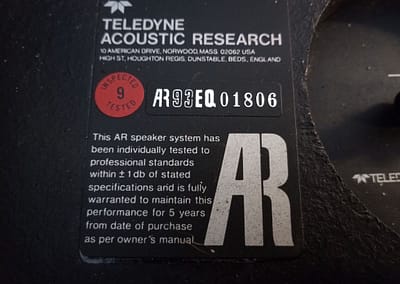 TELEDYNE
ACOUSTIC RESEARCH
10 AMERICAN DRIVE, NORWOOD, MASS. 02062 USA
HIGH ST, HOUGHTON REGIS, DUNSTABLE, BEDS., ENGLAND
INSPECTED
9
TESTED
AR93EQ 01806
This AR speaker system has
been individually tested to
professional standards
within ± 1 db of stated
specifications and is fully
warranted to maintain this
performance for 5 years
from date of purchase
as per owner's manual
AR
TELED